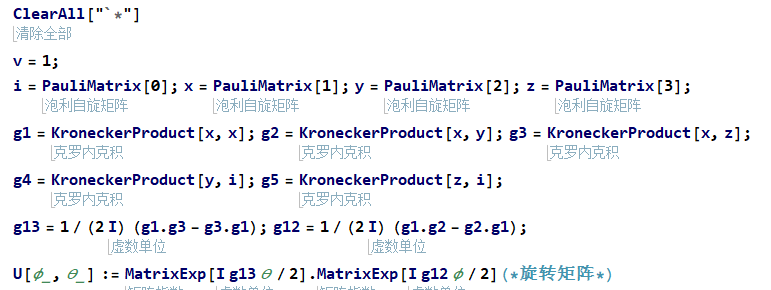 ClearAll["`*"]
清除全部
v = 1;
i = PauliMatrix[0]; x = PauliMatrix[1]; y = PauliMatrix[2]; z = PauliMatrix[3];
泡利自旋矩阵 泡利自旋矩阵 泡利自旋矩阵 泡利自旋矩阵
g1 = KroneckerProduct[x, x]; g2 = KroneckerProduct[x, y]; g3 = KroneckerProduct[x, z];
克罗内克积 克罗内克积 克罗内克积
g4 = KroneckerProduct[y, i]; g5 = KroneckerProduct[z, i];
克罗内克积 克罗内克积
g13 = 1 / (2 I) (g1.g3 - g3.g1); g12 = 1 / (2 I) (g1.g2 - g2.g1);
虚数单位 虚数单位
U[ϕ_, θ_] := MatrixExp[I g13 θ / 2].MatrixExp[I g12 ϕ / 2] (*旋转矩阵*)